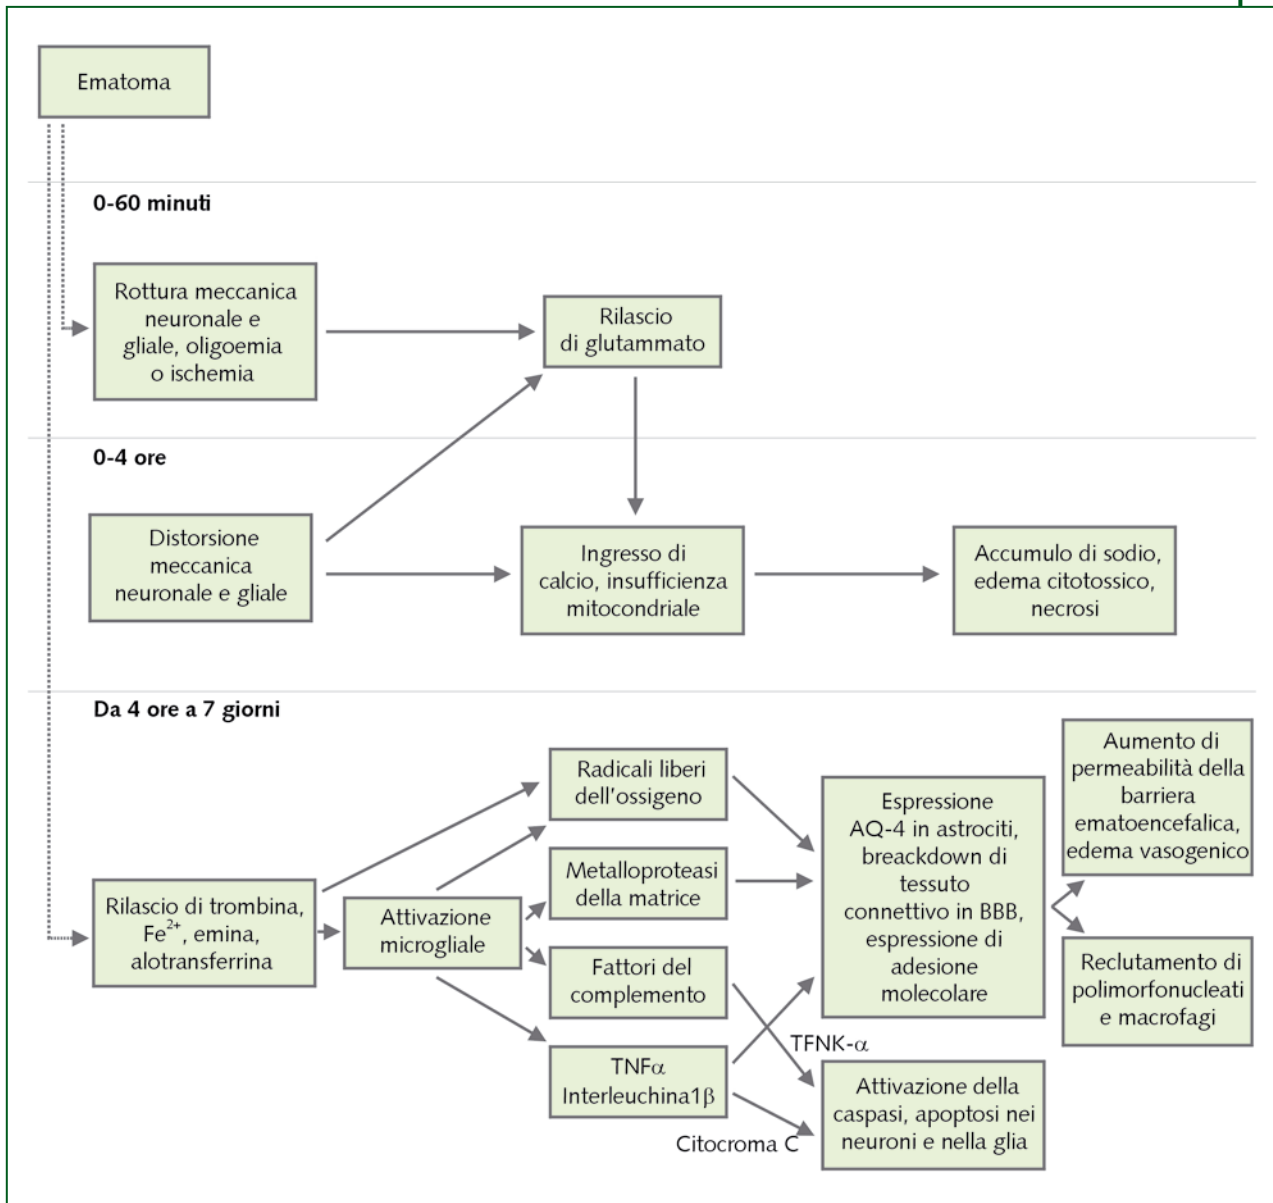 Ematoma
0-60 minuti
Rottura meccanica
neuronale e
gliale, oligoemia
o ischemia
Rilascio
di glutammato
0-4 ore
Distorsione
meccanica
neuronale e gliale
Ingresso di
calcio, insufficienza
mitocondriale
Accumulo di sodio,
edema citotossico,
necrosi
Da 4 ore a 7 giorni
Rilascio di trombina,
Fe²⁺, emina,
alotransferrina
Attivazione
microgliale
Radicali liberi
dell'ossigeno
Metalloproteasi
della matrice
Fattori del
complemento
TNFα
Interleuchina1β
Espressione
AQ-4 in astrociti,
breackdown di
tessuto
connettivo in BBB,
espressione di
adesione
molecolare
TFNK-α
Citocroma C
Attivazione della
caspasi, apoptosi nei
neuroni e nella glia
Aumento di
permeabilità della
barriera
ematoencefalica,
edema vasogenico
Reclutamento di
polimorfonucleati
e macrofagi